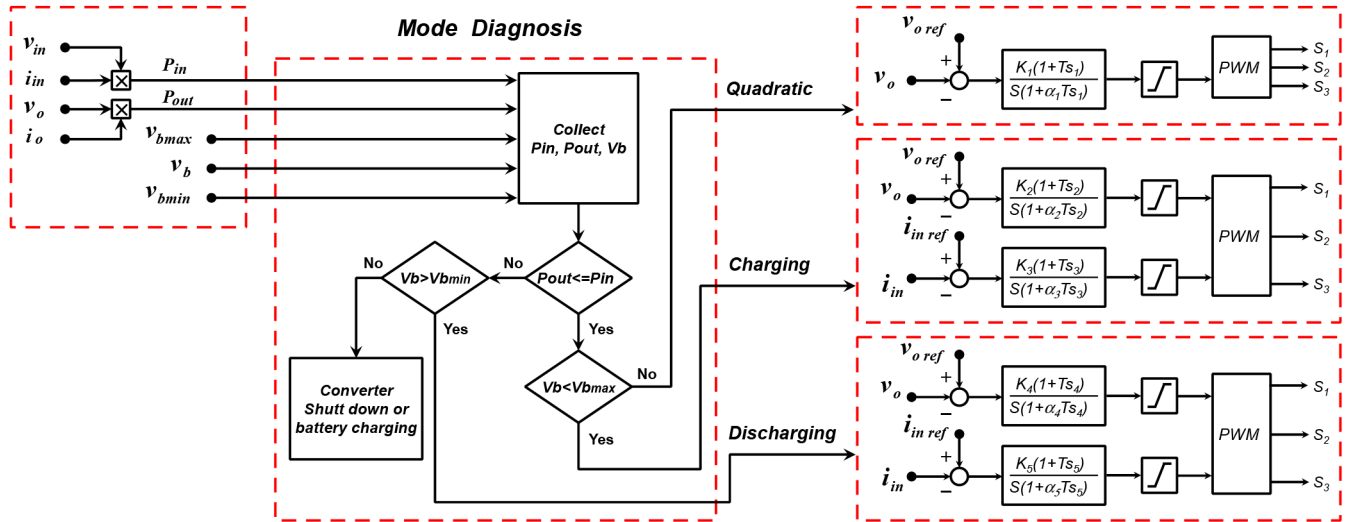 Mode Diagnosis
v_in
i_in
v_o
i_o
P_in
P_out
v_bmax
v_b
v_bmin
Collect
Pin, Pout, Vb
Pout<=Pin
No
Yes
Vb>Vb_min
No
Yes
Converter
Shutt down or
battery charging
Vb<Vb_max
No
Yes
Quadratic
Charging
Discharging
v_o ref
+
v_o
−
K_1(1+Ts_1)
S(1+α_1Ts_1)
PWM
S_1
S_2
S_3
v_o ref
+
v_o
−
K_2(1+Ts_2)
S(1+α_2Ts_2)
i_in ref
+
i_in
−
K_3(1+Ts_3)
S(1+α_3Ts_3)
PWM
S_1
S_2
S_3
v_o ref
+
v_o
−
K_4(1+Ts_4)
S(1+α_4Ts_4)
i_in ref
+
i_in
−
K_5(1+Ts_5)
S(1+α_5Ts_5)
PWM
S_1
S_2
S_3